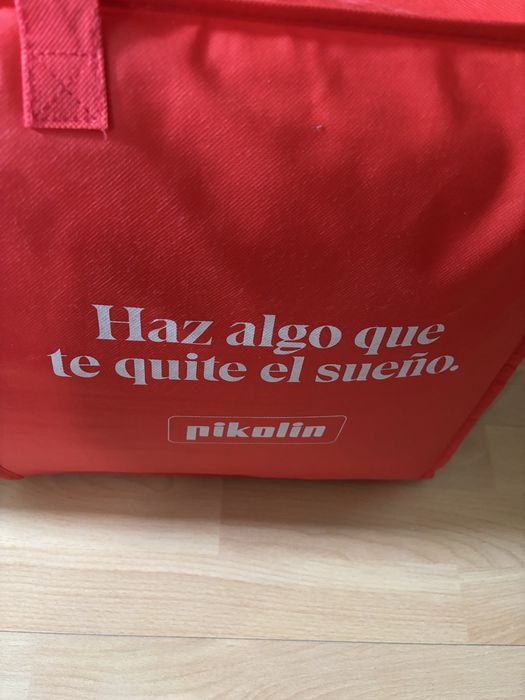 Haz algo que
te quite el sueño.
pikolin